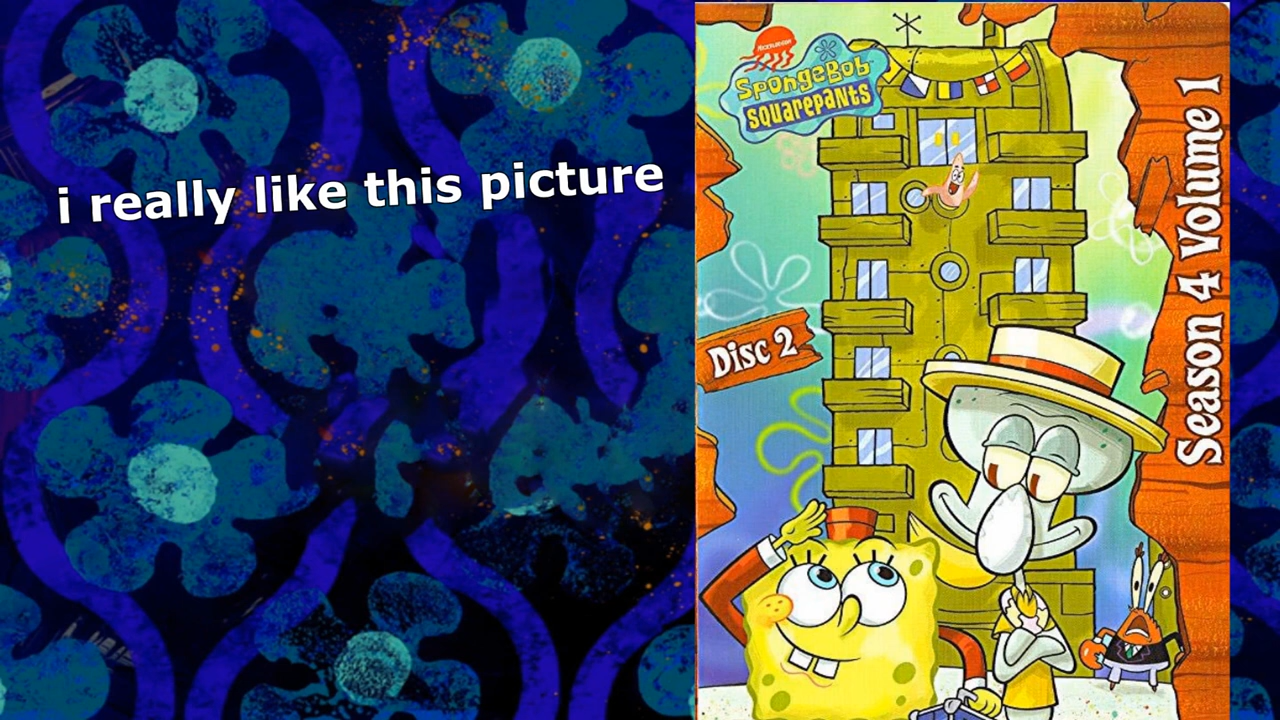 i really like this picture
NICKELODEON
SPONGEBOB
SQUAREPANTS
Season 4 Volume 1
Disc 2